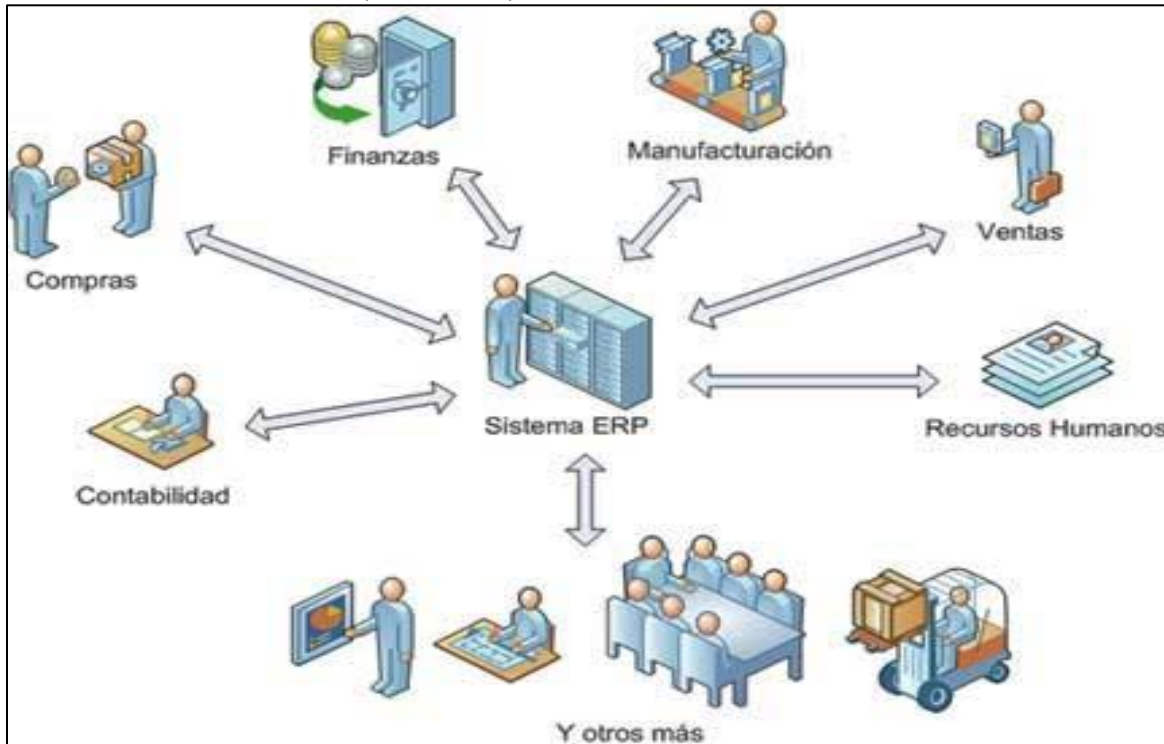 Finanzas
Manufacturación
Ventas
Compras
Sistema ERP
Recursos Humanos
Contabilidad
Y otros más